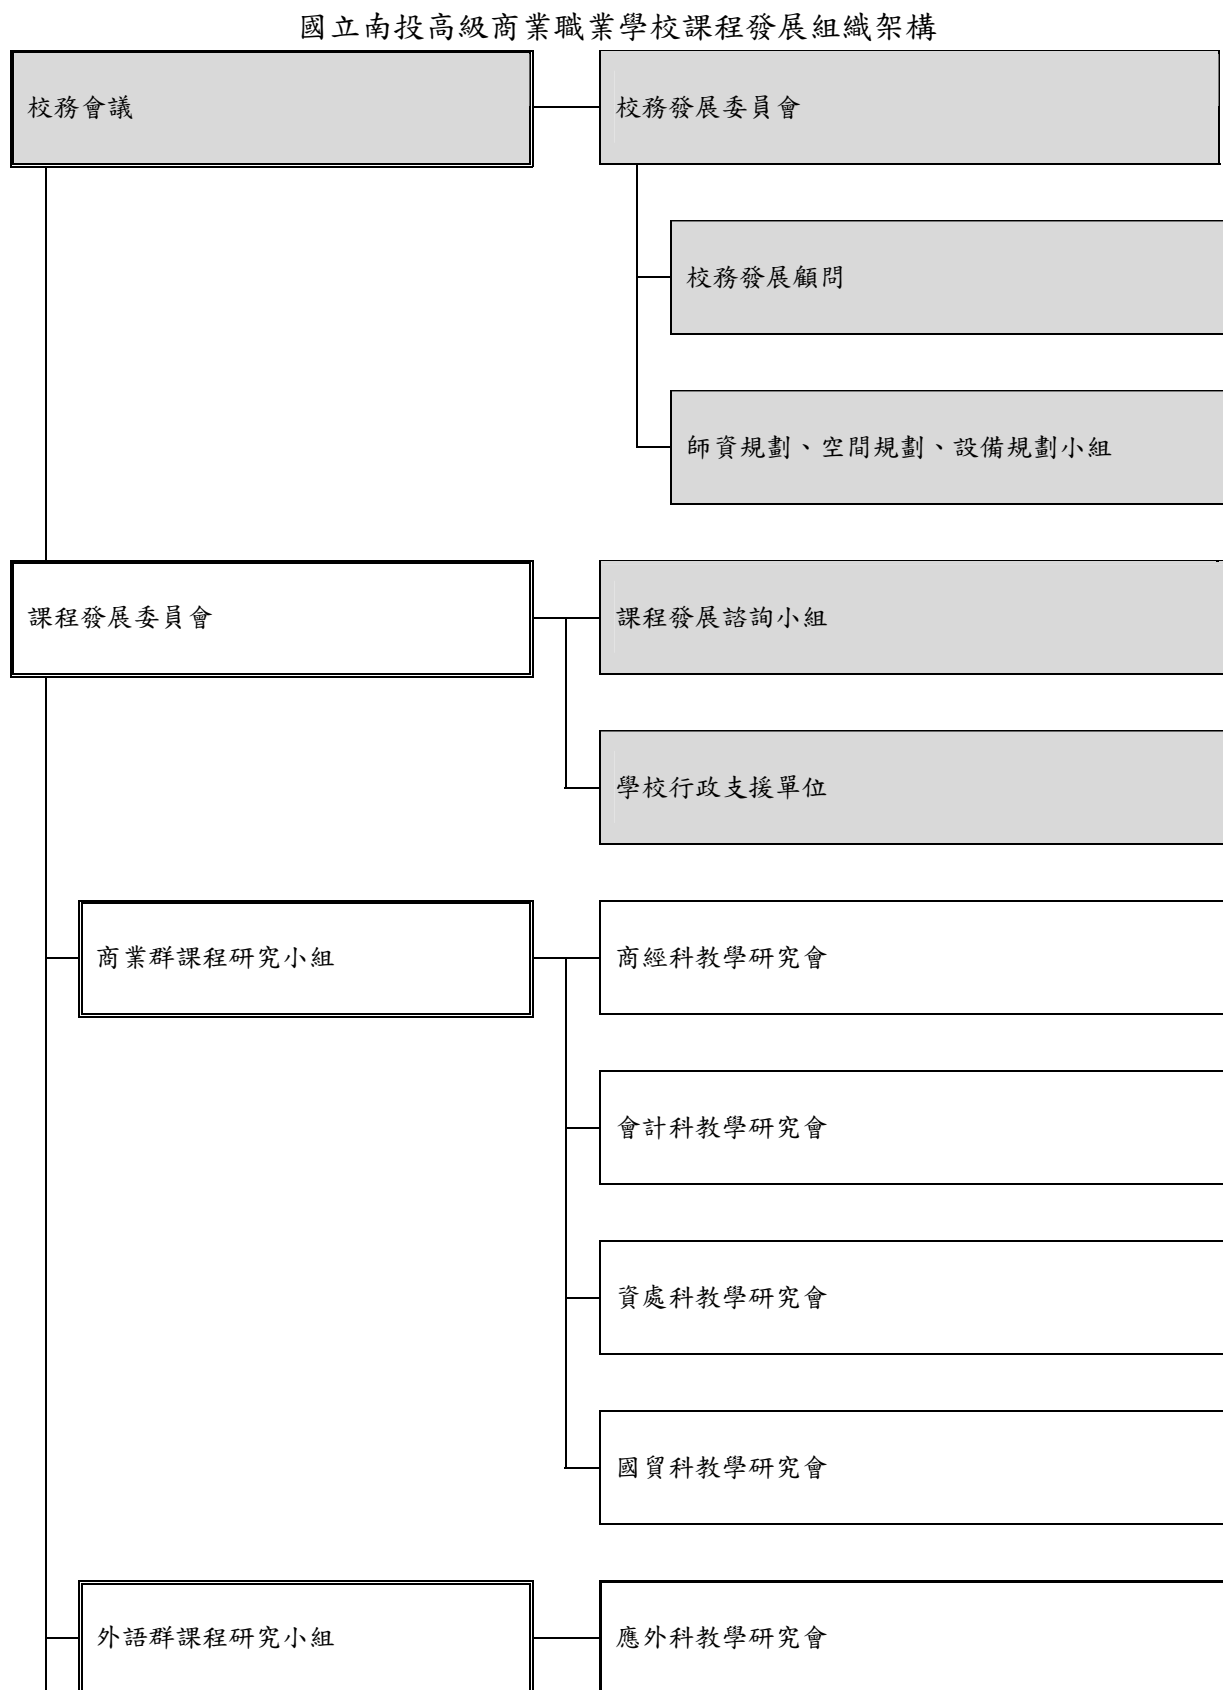 國立南投高級商業職業學校課程發展組織架構
校務會議
校務發展委員會
校務發展顧問
師資規劃、空間規劃、設備規劃小組
課程發展委員會
課程發展諮詢小組
學校行政支援單位
商業群課程研究小組
商經科教學研究會
會計科教學研究會
資處科教學研究會
國貿科教學研究會
外語群課程研究小組
應外科教學研究會